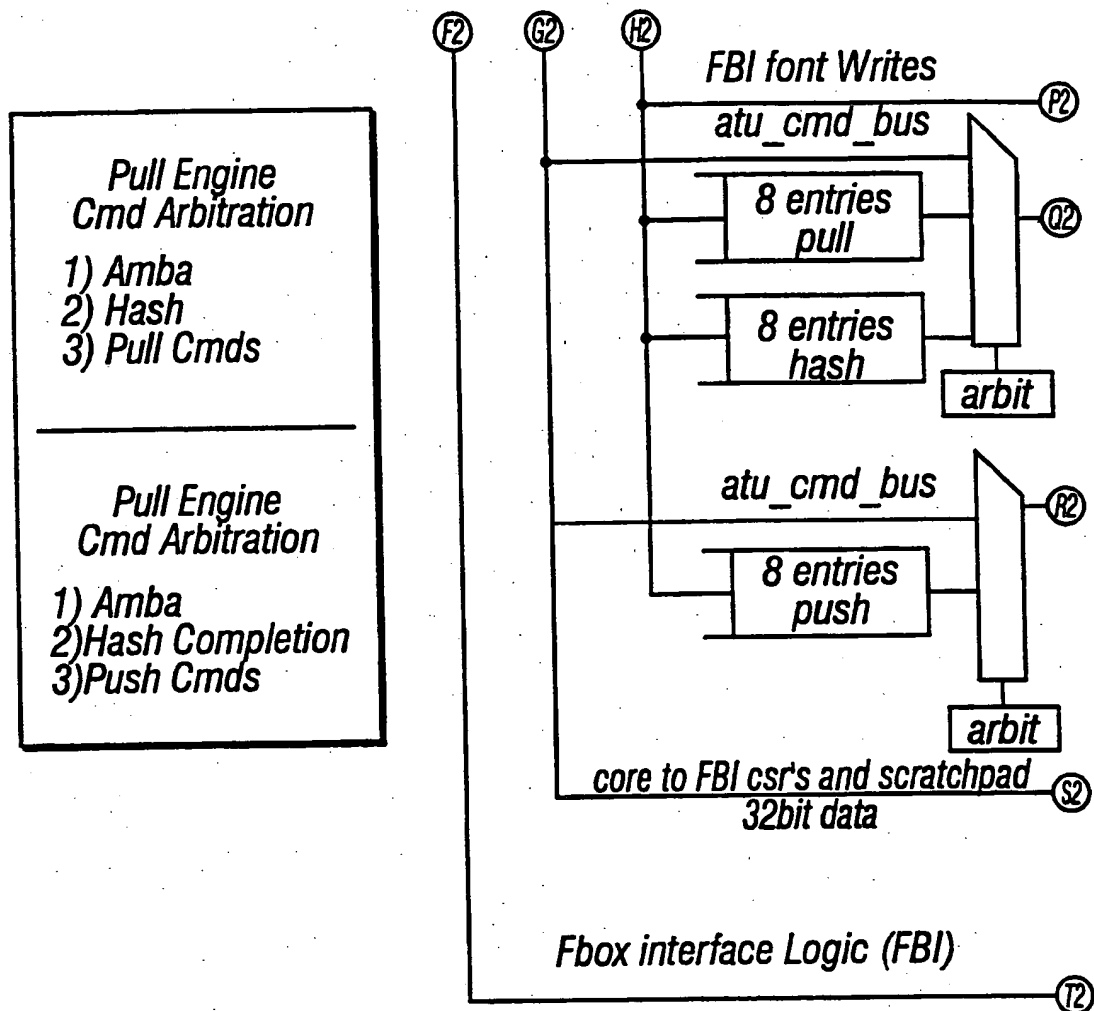 F2 G2 H2
FBI font Writes
P2
atu_cmd_bus
Pull Engine
Cmd Arbitration
1) Amba
2) Hash
3) Pull Cmds
8 entries
pull
Q2
8 entries
hash
arbit
Pull Engine
Cmd Arbitration
1) Amba
2)Hash Completion
3)Push Cmds
atu_cmd_bus
R2
8 entries
push
arbit
core to FBI csr's and scratchpad
32bit data
S2
Fbox interface Logic (FBI)
T2